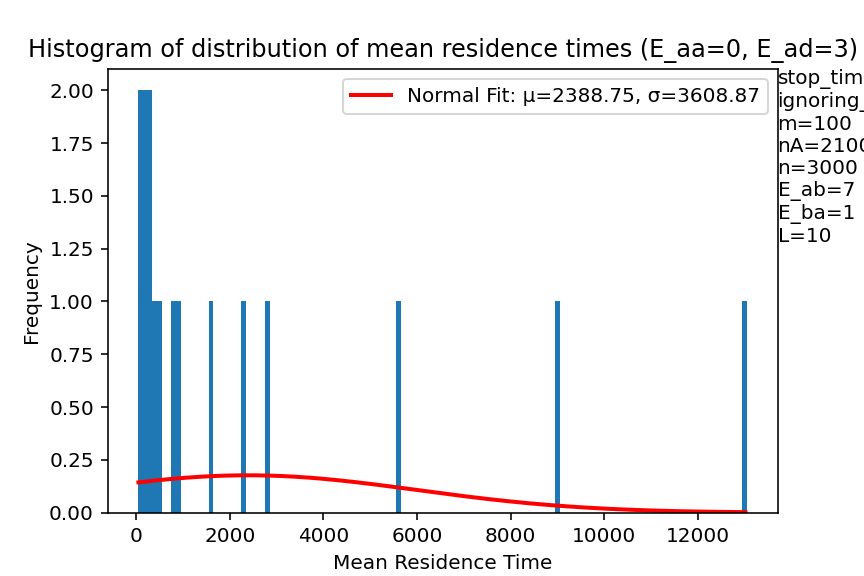 Histogram of distribution of mean residence times (E_aa=0, E_ad=3)
Normal Fit: μ=2388.75, σ=3608.87
stop_tim
ignoring_
m=100
nA=2100
n=3000
E_ab=7
E_ba=1
L=10
Frequency
2.00
1.75
1.50
1.25
1.00
0.75
0.50
0.25
0.00
0 2000 4000 6000 8000 10000 12000
Mean Residence Time